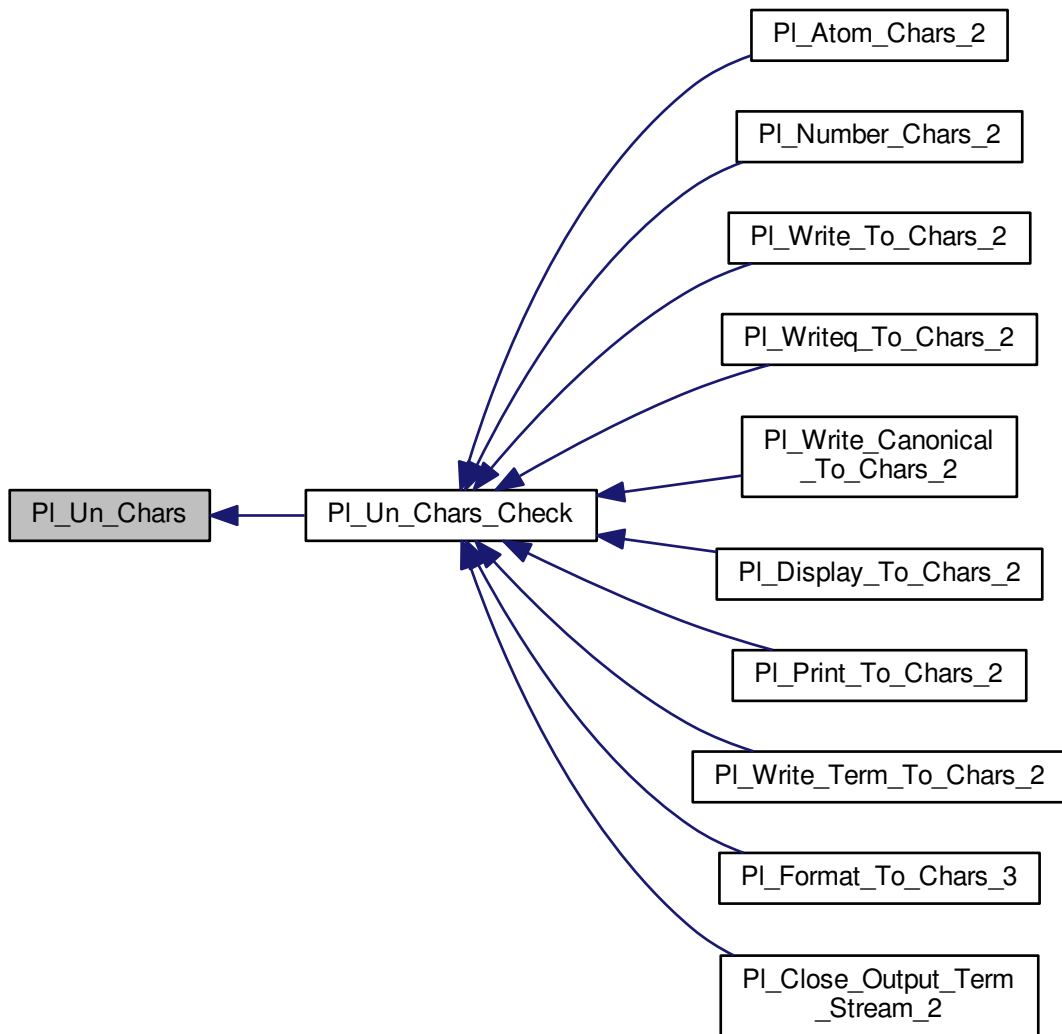 Pl_Atom_Chars_2
Pl_Number_Chars_2
Pl_Write_To_Chars_2
Pl_Writeq_To_Chars_2
Pl_Write_Canonical
_To_Chars_2
Pl_Un_Chars
Pl_Un_Chars_Check
Pl_Display_To_Chars_2
Pl_Print_To_Chars_2
Pl_Write_Term_To_Chars_2
Pl_Format_To_Chars_3
Pl_Close_Output_Term
_Stream_2